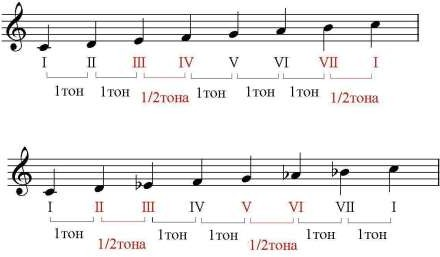 I II III IV V VI VII I
1тон 1тон 1/2тона 1тон 1тон 1тон 1/2тона
I II III IV V VI VII I
1тон 1/2тона 1тон 1тон 1/2тона 1тон 1тон